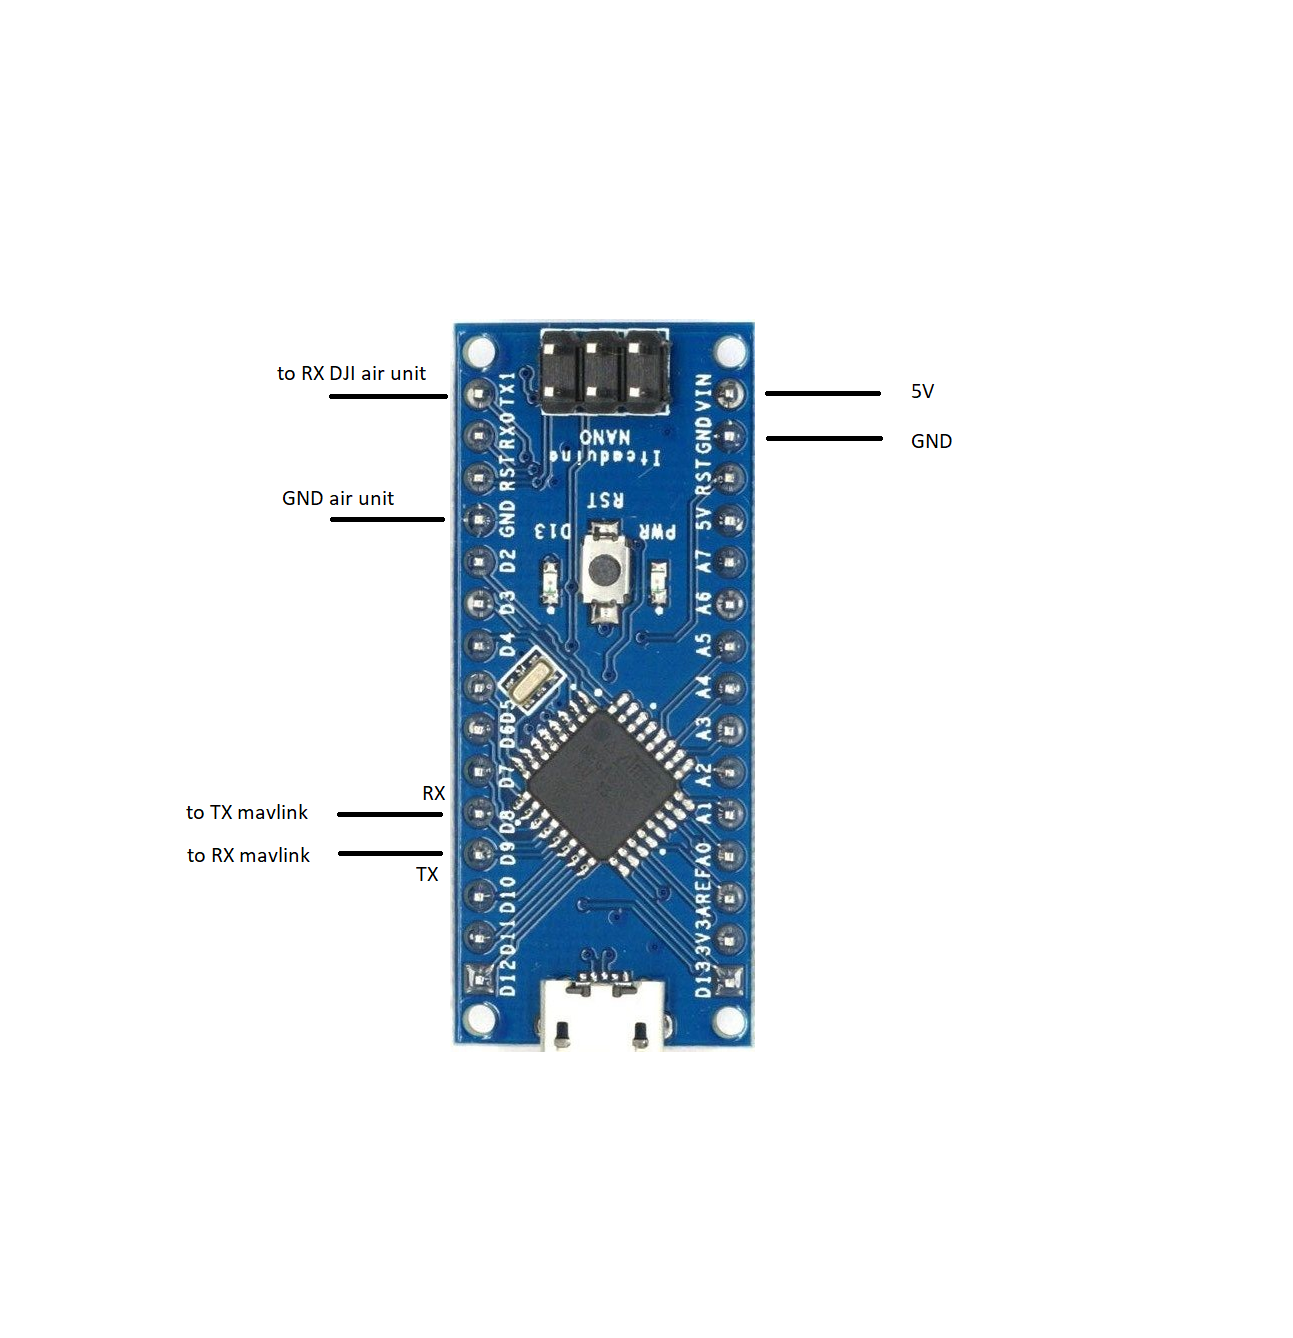 to RX DJI air unit
GND air unit
RX
to TX mavlink
to RX mavlink
TX
5V
GND
TX1
RX0
RST
GND
D2
D3
D4
D5
D6
D7
D8
D9
D10
D11
D12
VIN
GND
RST
5V
A7
A6
A5
A4
A3
A2
A1
A0
AREF
3V3
D13
Iteaduino
NANO
RST
D13
PWR